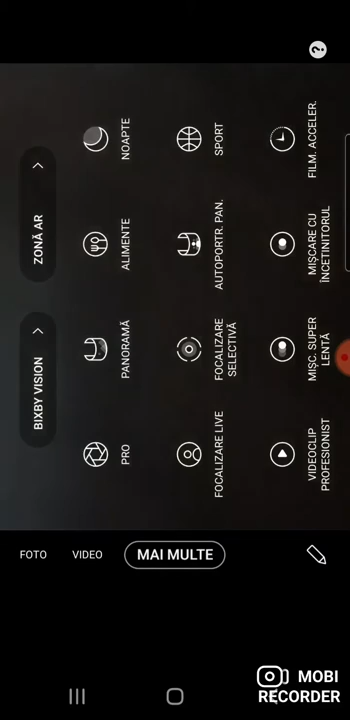 BIXBY VISION
ZONĂ AR
PRO
PANORAMĂ
ALIMENTE
NOAPTE
FOCALIZARE LIVE
FOCALIZARE
SELECTIVĂ
AUTOPORTR. PAN.
SPORT
VIDEOCLIP
PROFESIONIST
MIȘC. SUPER
LENTĂ
MIȘCARE CU
ÎNCETINITORUL
FILM. ACCELER.
FOTO
VIDEO
MAI MULTE
MOBI
RECORDER